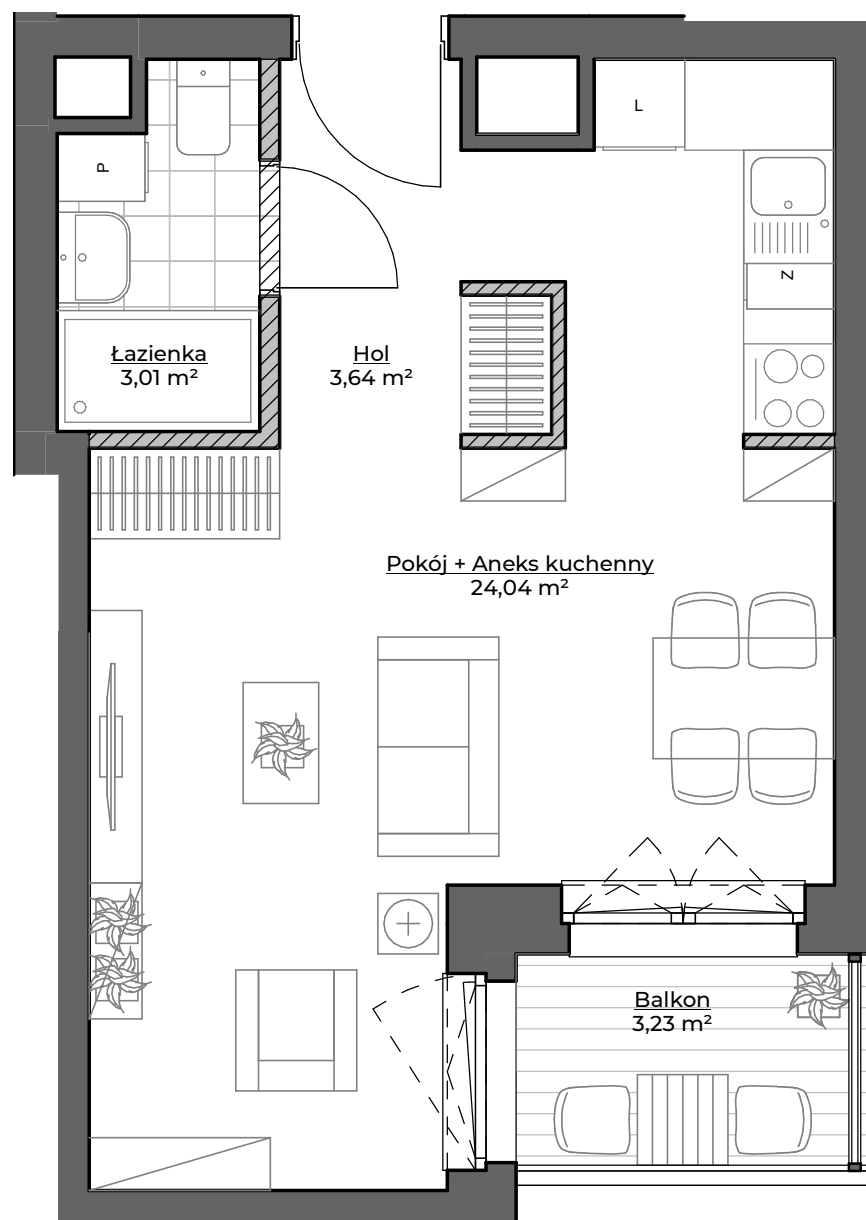 L
P
Z
Łazienka
3,01 m²
Hol
3,64 m²
Pokój + Aneks kuchenny
24,04 m²
Balkon
3,23 m²